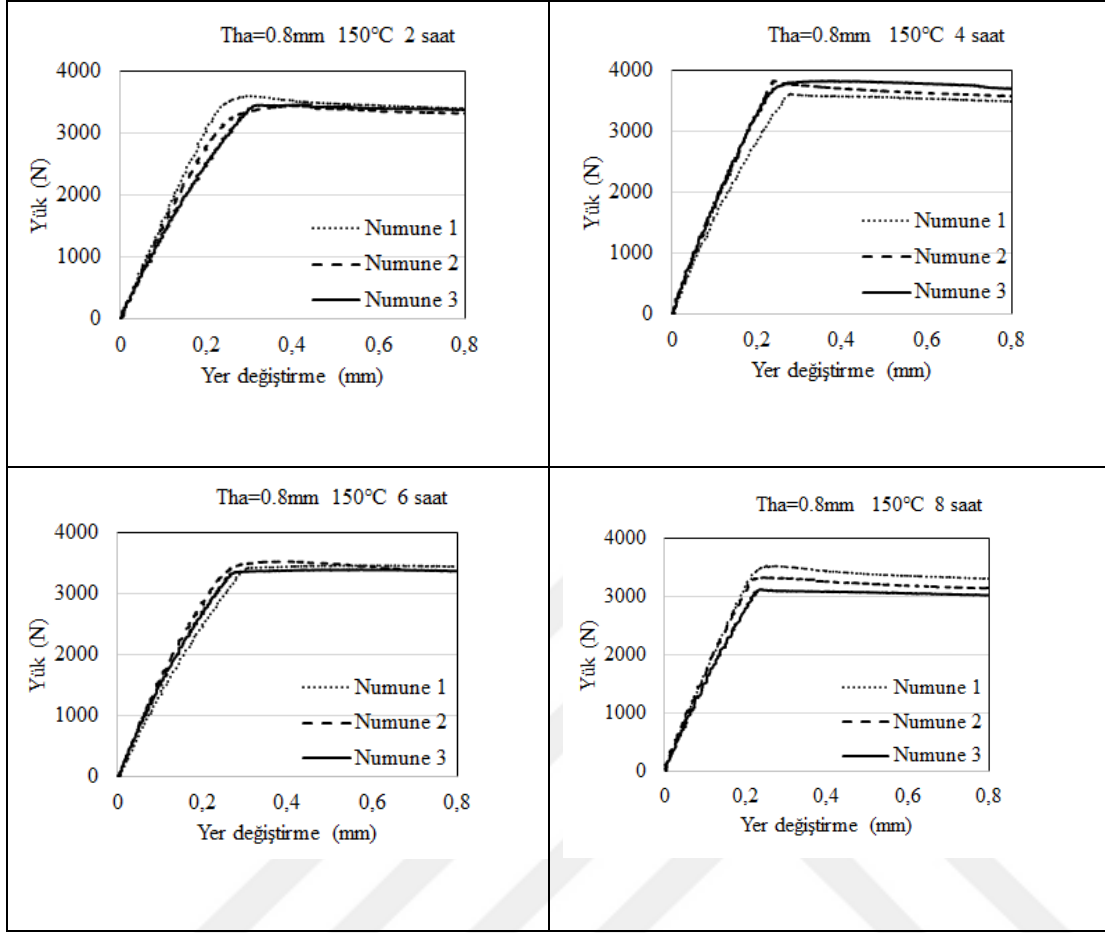 Tha=0.8mm 150°C 2 saat
4000
3000
2000
1000
0
Yük (N)
Numune 1
Numune 2
Numune 3
0 0,2 0,4 0,6 0,8
Yer değiştirme (mm)
Tha=0.8mm 150°C 4 saat
4000
3000
2000
1000
0
Yük (N)
Numune 1
Numune 2
Numune 3
0 0,2 0,4 0,6 0,8
Yer değiştirme (mm)
Tha=0.8mm 150°C 6 saat
4000
3000
2000
1000
0
Yük (N)
Numune 1
Numune 2
Numune 3
0 0,2 0,4 0,6 0,8
Yer değiştirme (mm)
Tha=0.8mm 150°C 8 saat
4000
3000
2000
1000
0
Yük (N)
Numune 1
Numune 2
Numune 3
0 0,2 0,4 0,6 0,8
Yer değiştirme (mm)